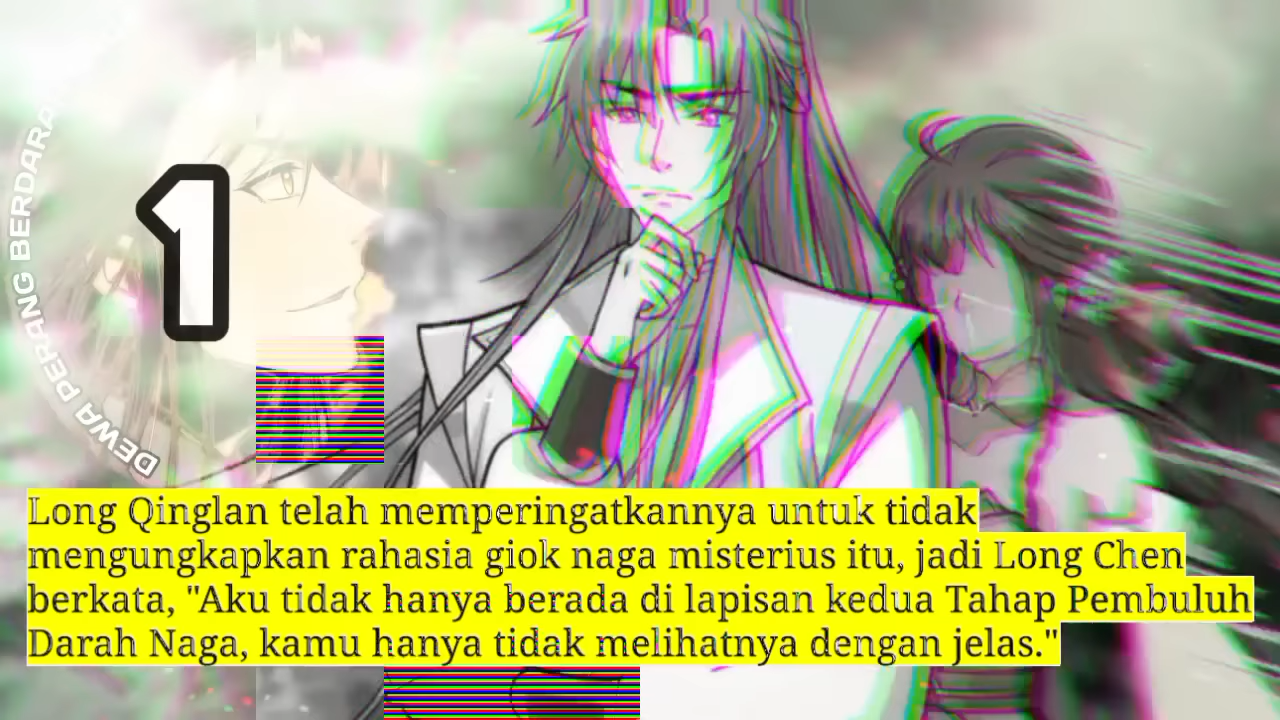 DEWA PERANG BERDARA
1
Long Qinglan telah memperingatkannya untuk tidak
mengungkapkan rahasia giok naga misterius itu, jadi Long Chen
berkata, "Aku tidak hanya berada di lapisan kedua Tahap Pembuluh
Darah Naga, kamu hanya tidak melihatnya dengan jelas."